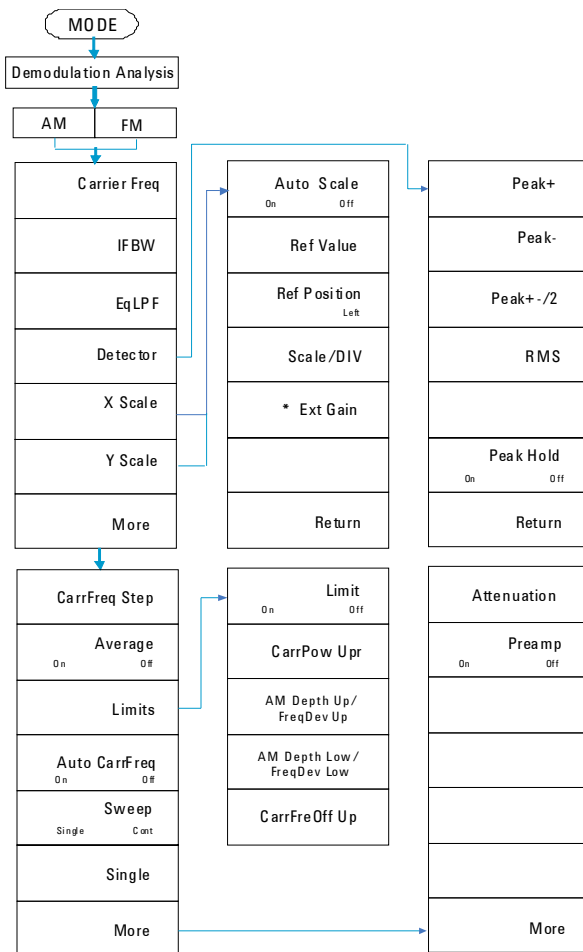 MODE
Demodulation Analysis
AM FM
Carrier Freq
IFBW
EqLPF
Detector
X Scale
Y Scale
More
Auto Scale
On Off
Ref Value
Ref Position
Left
Scale/DIV
* Ext Gain
Return
Peak+
Peak-
Peak+-/2
RMS
Peak Hold
On Off
Return
CarrFreq Step
Average
On Off
Limits
Auto CarrFreq
On Off
Sweep
Single Cont
Single
More
Limit
On Off
CarrPow Upr
AM Depth Up/
FreqDev Up
AM Depth Low/
FreqDev Low
CarrFreOff Up
Attenuation
Preamp
On Off
More